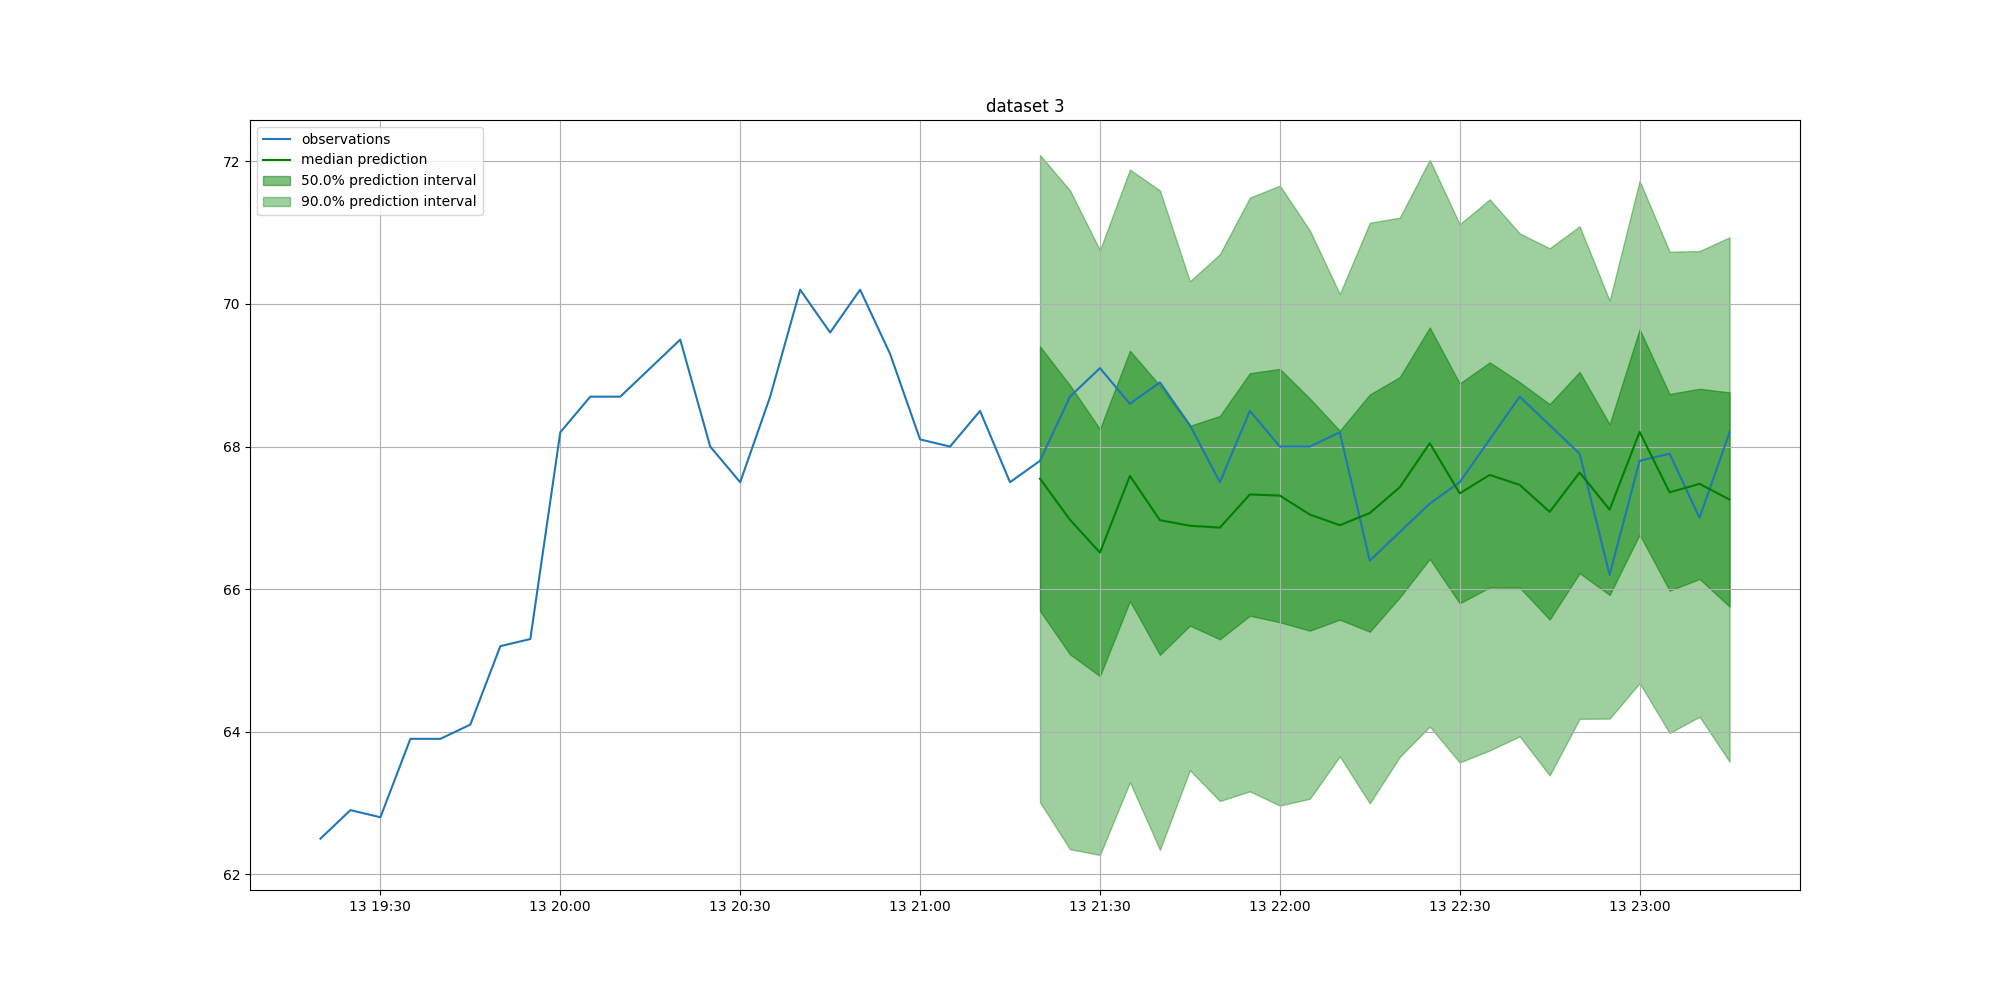 dataset 3
observations
median prediction
50.0% prediction interval
90.0% prediction interval
72
70
68
66
64
62
13 19:30
13 20:00
13 20:30
13 21:00
13 21:30
13 22:00
13 22:30
13 23:00